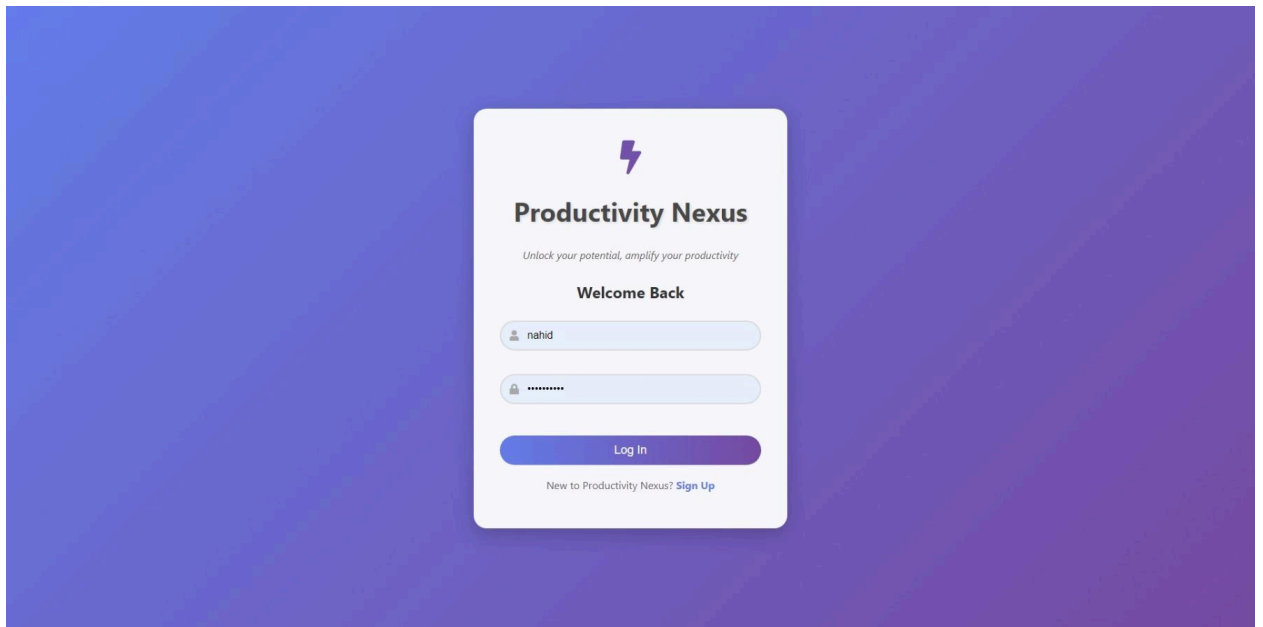 Productivity Nexus
Unlock your potential, amplify your productivity
Welcome Back
nahid
••••••••••
Log In
New to Productivity Nexus? Sign Up